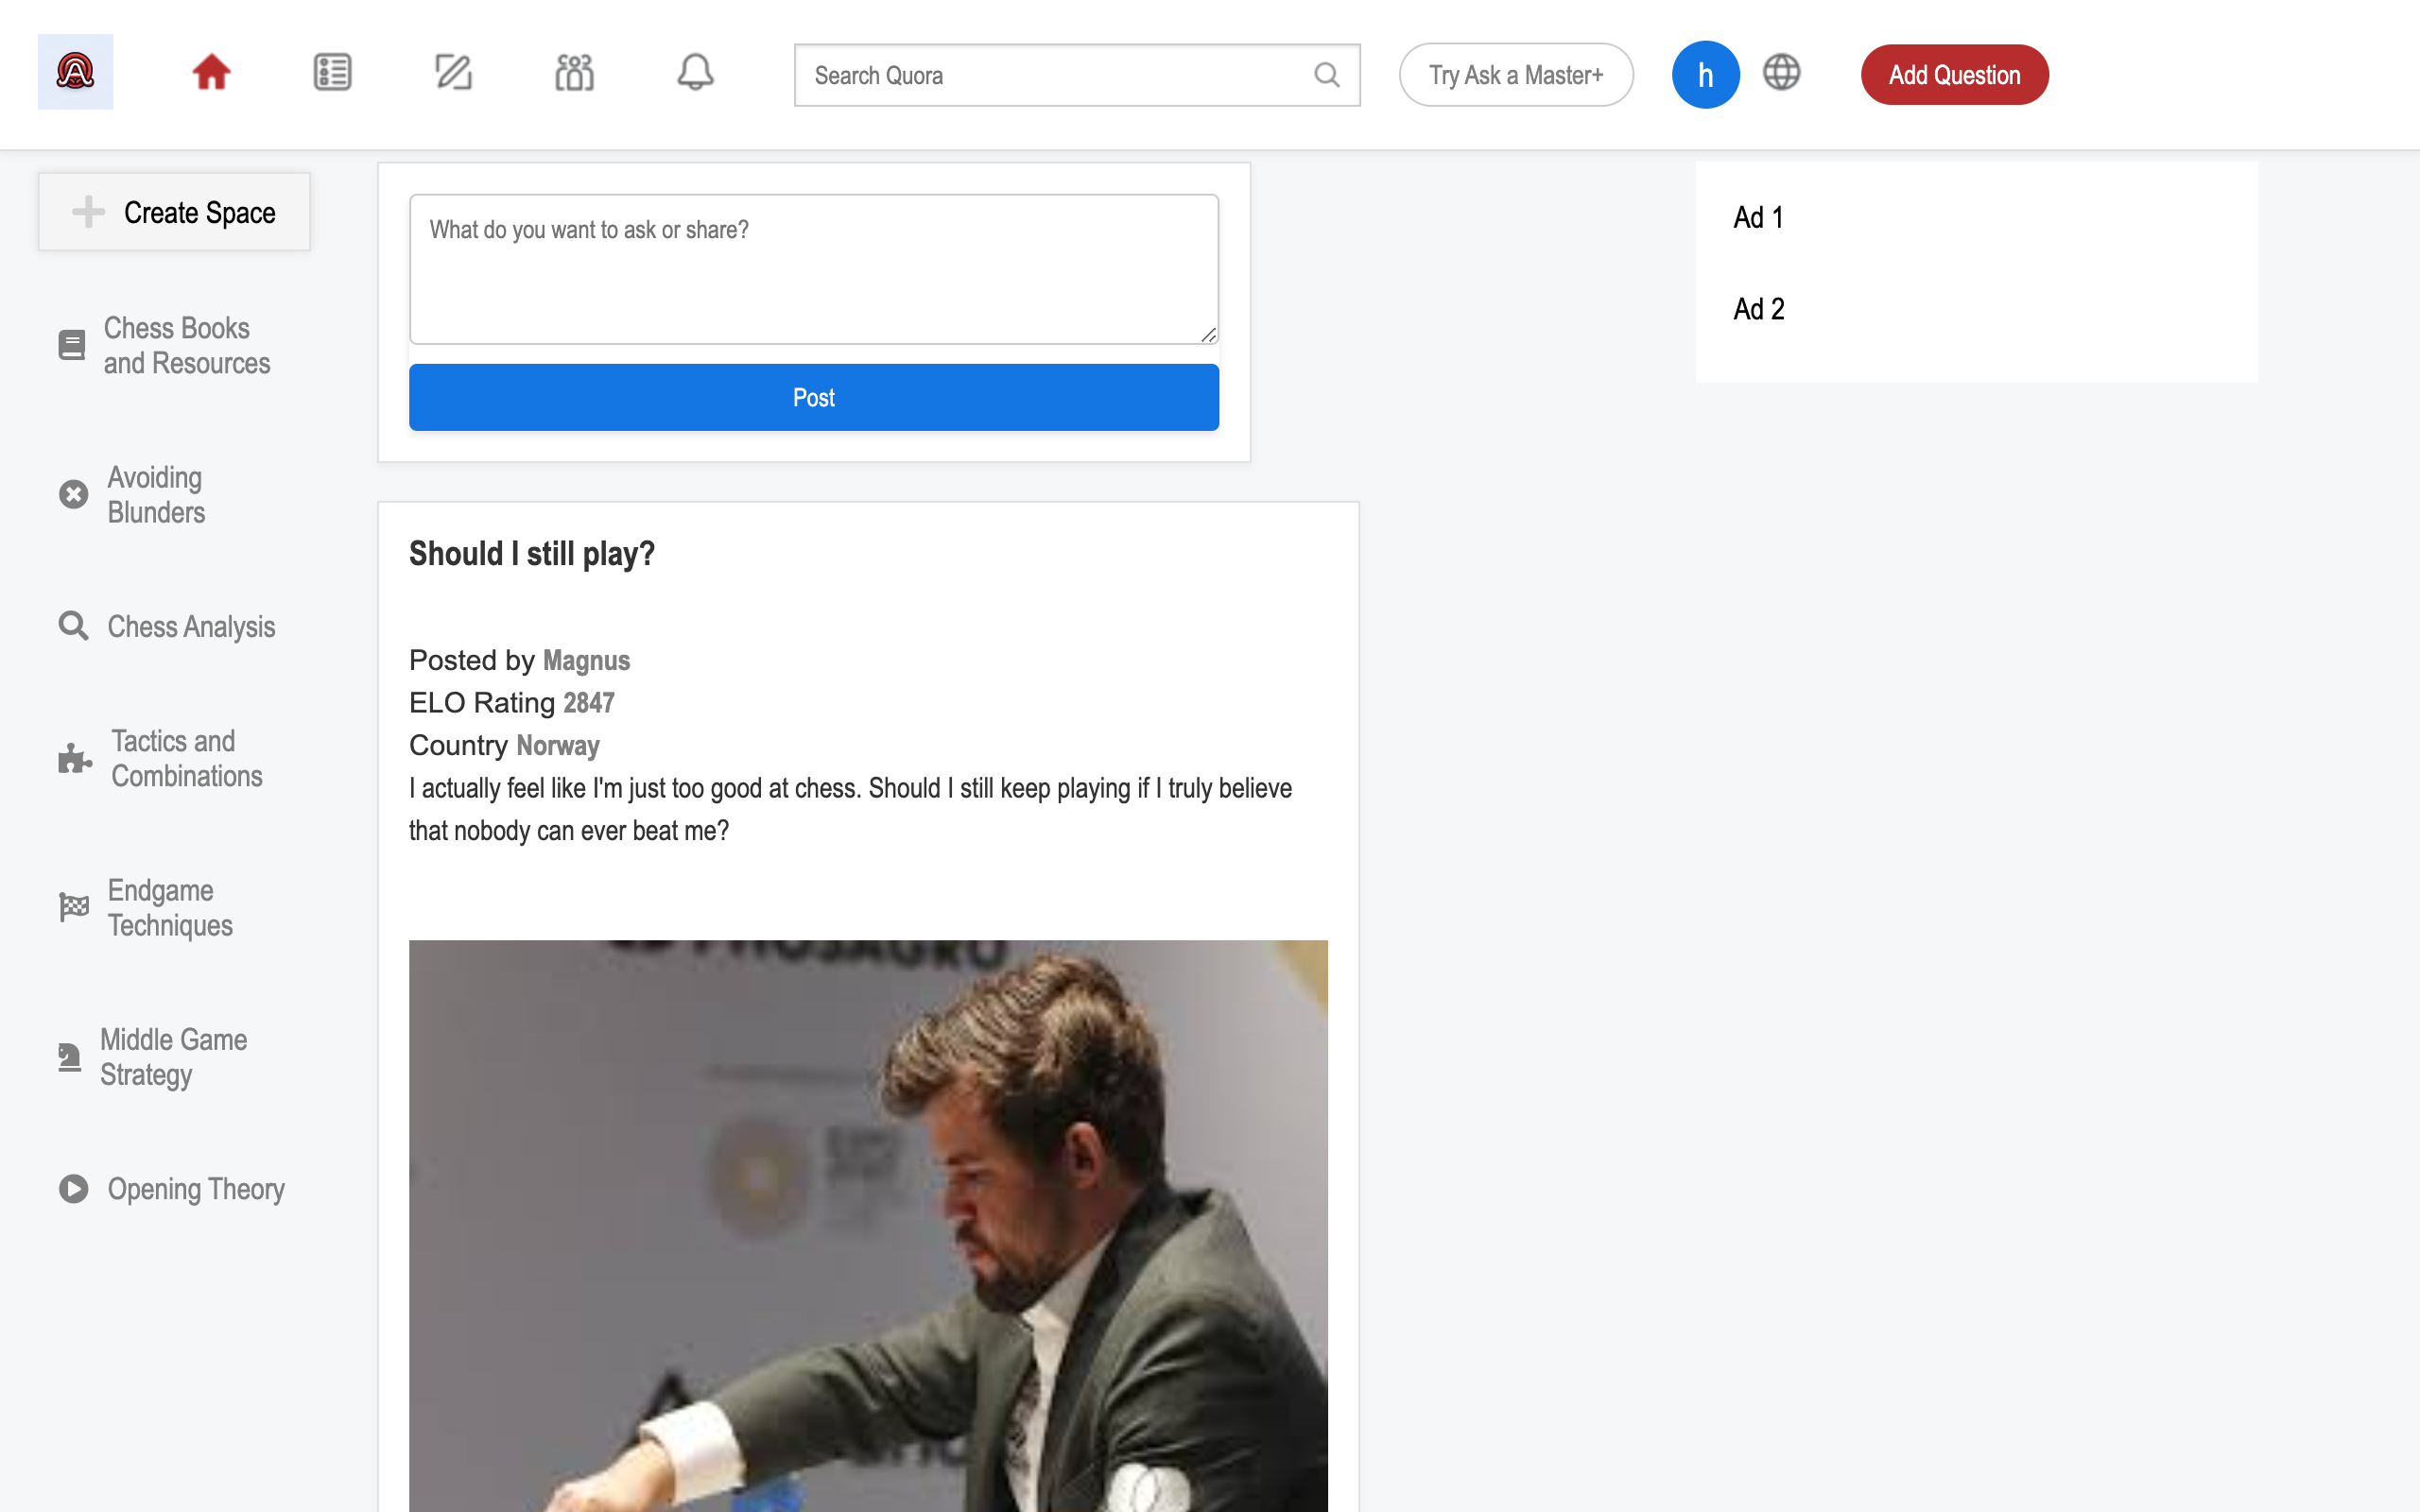 A
Search Quora
Try Ask a Master+
h
Add Question
Create Space
Chess Books
and Resources
Avoiding
Blunders
Chess Analysis
Tactics and
Combinations
Endgame
Techniques
Middle Game
Strategy
Opening Theory
What do you want to ask or share?
Post
Should I still play?
Posted by Magnus
ELO Rating 2847
Country Norway
I actually feel like I'm just too good at chess. Should I still keep playing if I truly believe
that nobody can ever beat me?
Ad 1
Ad 2